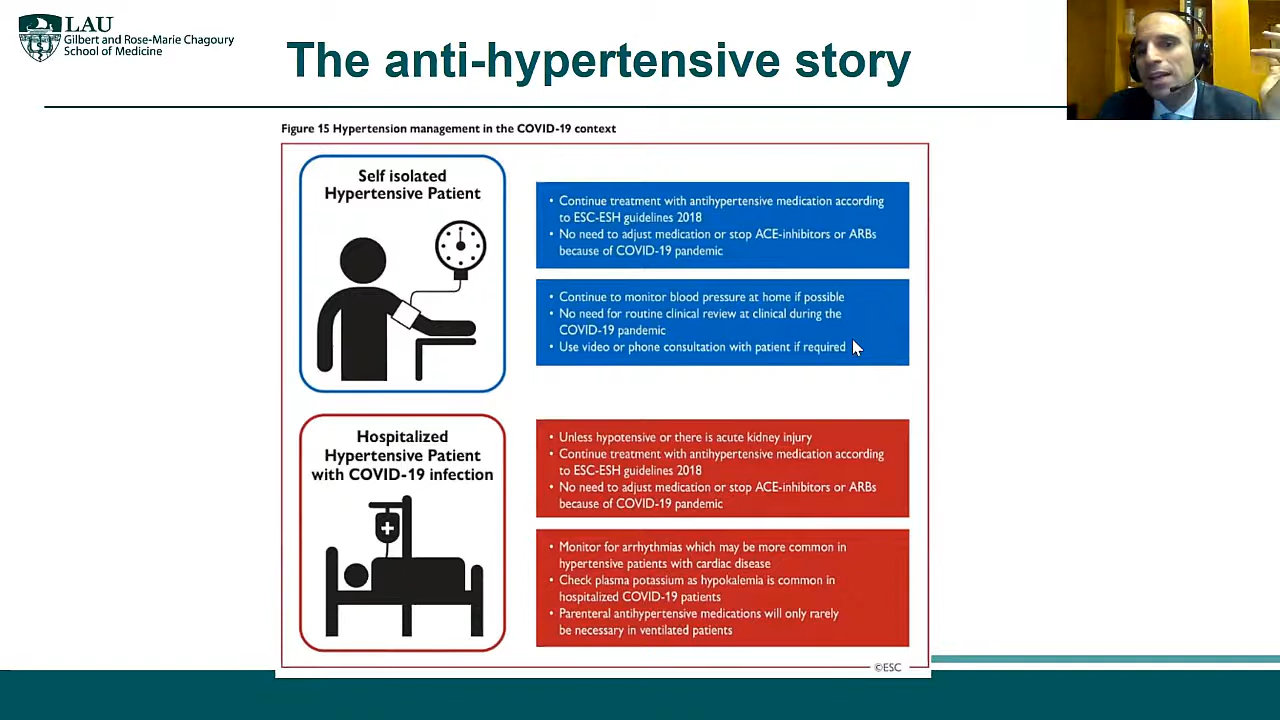 LAU
Gilbert and Rose-Marie Chagoury
School of Medicine
The anti-hypertensive story
Figure 15 Hypertension management in the COVID-19 context
Self isolated
Hypertensive Patient
• Continue treatment with antihypertensive medication according
to ESC-ESH guidelines 2018
• No need to adjust medication or stop ACE-inhibitors or ARBs
because of COVID-19 pandemic
• Continue to monitor blood pressure at home if possible
• No need for routine clinical review at clinical during the
COVID-19 pandemic
• Use video or phone consultation with patient if required
Hospitalized
Hypertensive Patient
with COVID-19 infection
• Unless hypotensive or there is acute kidney injury
• Continue treatment with antihypertensive medication according
to ESC-ESH guidelines 2018
• No need to adjust medication or stop ACE-inhibitors or ARBs
because of COVID-19 pandemic
• Monitor for arrhythmias which may be more common in
hypertensive patients with cardiac disease
• Check plasma potassium as hypokalemia is common in
hospitalized COVID-19 patients
• Parenteral antihypertensive medications will only rarely
be necessary in ventilated patients
©ESC